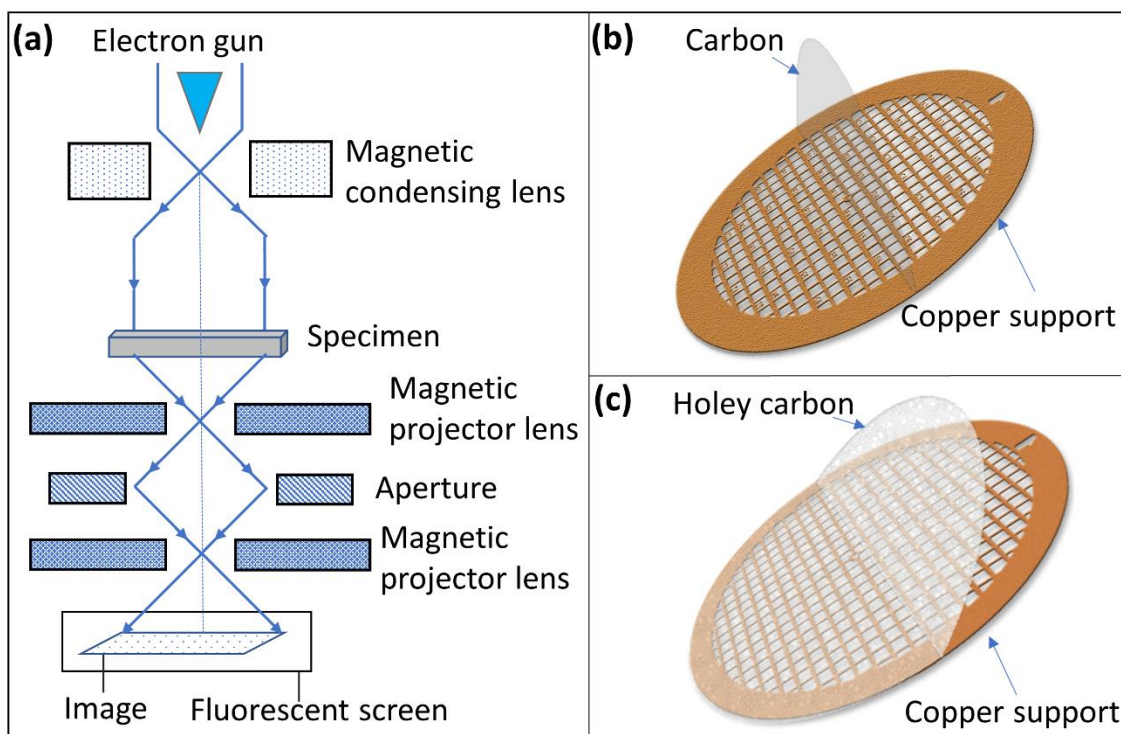 (a)
Electron gun
Magnetic
condensing lens
Specimen
Magnetic
projector lens
Aperture
Magnetic
projector lens
Image
Fluorescent screen
(b)
Carbon
Copper support
(c)
Holey carbon
Copper support